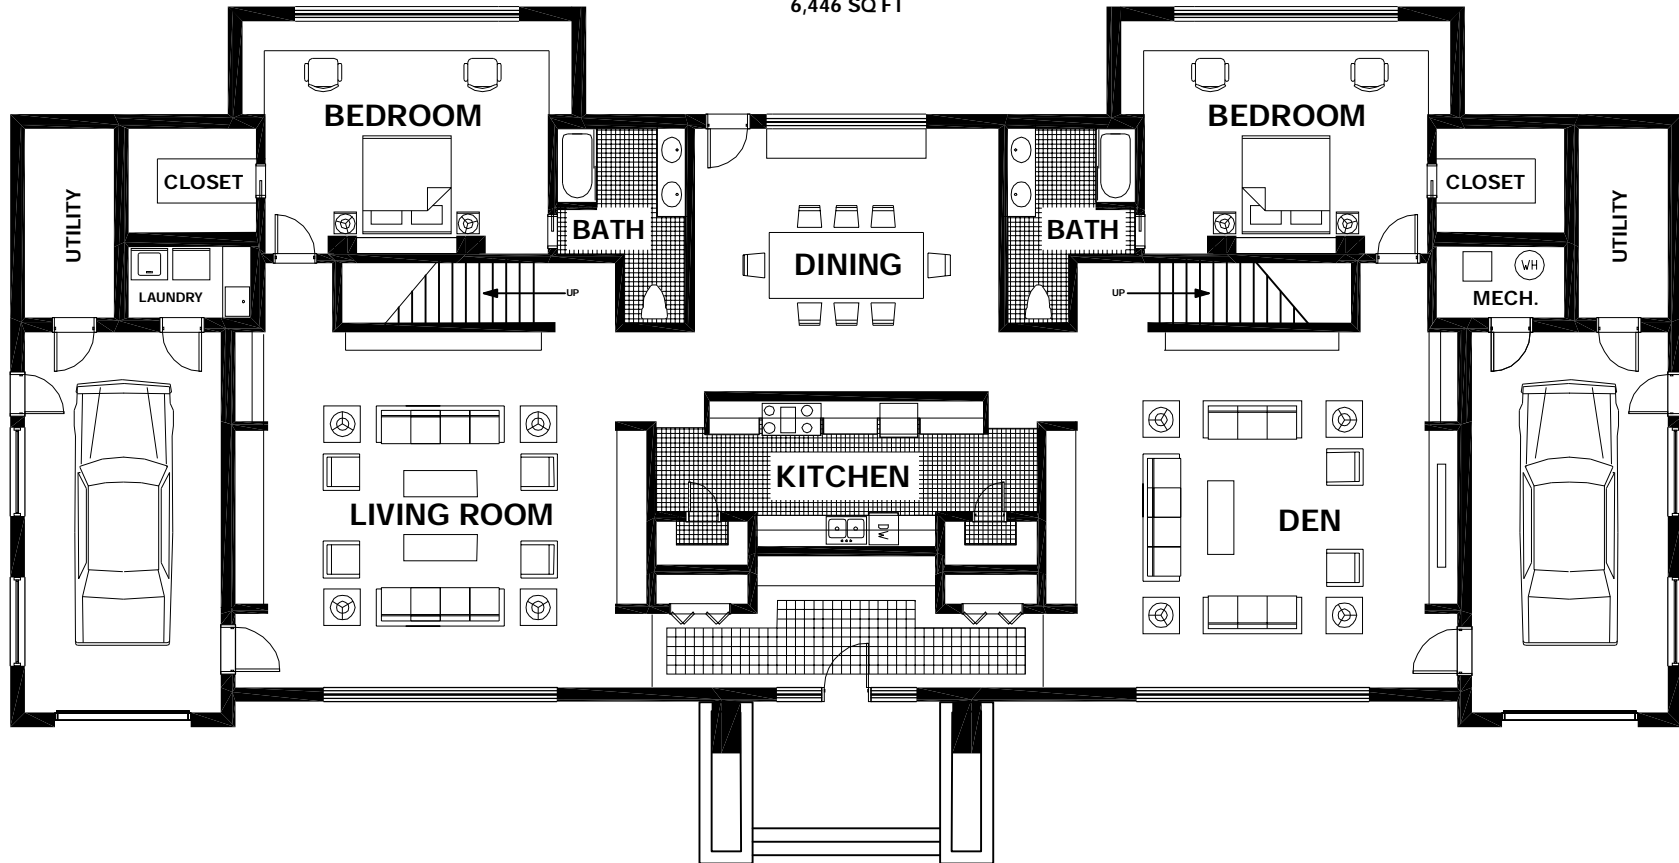 6,446 SQ FT
BEDROOM
BEDROOM
CLOSET
CLOSET
UTILITY
UTILITY
BATH
BATH
DINING
WH
LAUNDRY
UP
UP
MECH.
KITCHEN
LIVING ROOM
DEN
DW